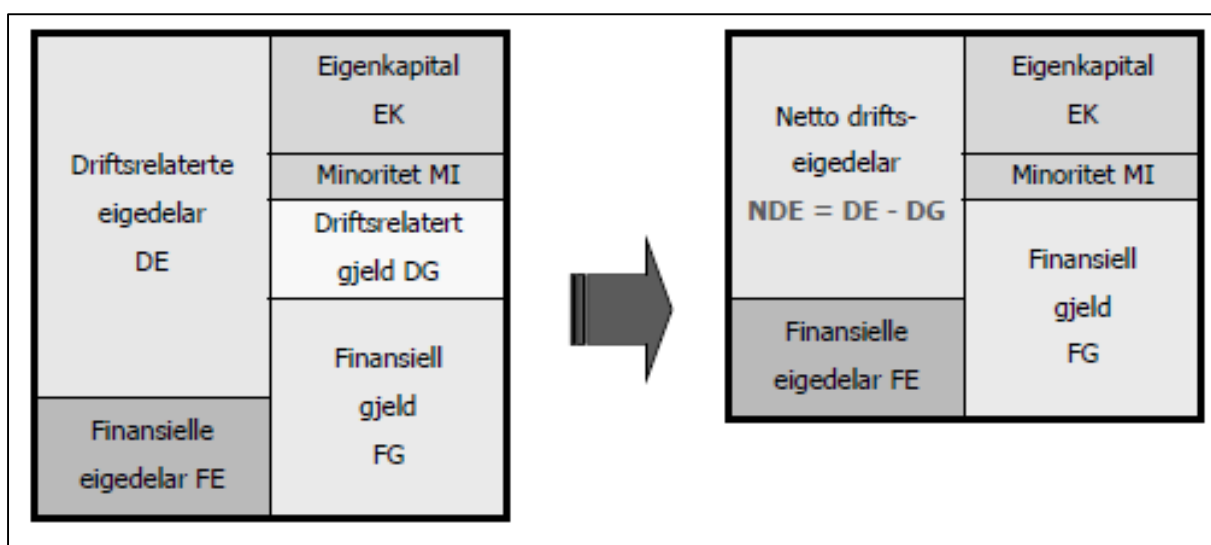 Driftsrelaterte
eigedelar
DE
Finansielle
eigedelar FE
Eigenkapital
EK
Minoritet MI
Driftsrelatert
gjeld DG
Finansiell
gjeld
FG
Netto drifts-
eigedelar
NDE = DE - DG
Finansielle
eigedelar FE
Eigenkapital
EK
Minoritet MI
Finansiell
gjeld
FG